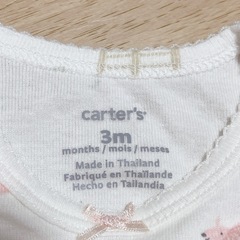 carter's
3m
months / mois / meses
Made in Thailand
Fabriqué en Thaïlande
Hecho en Tailandia